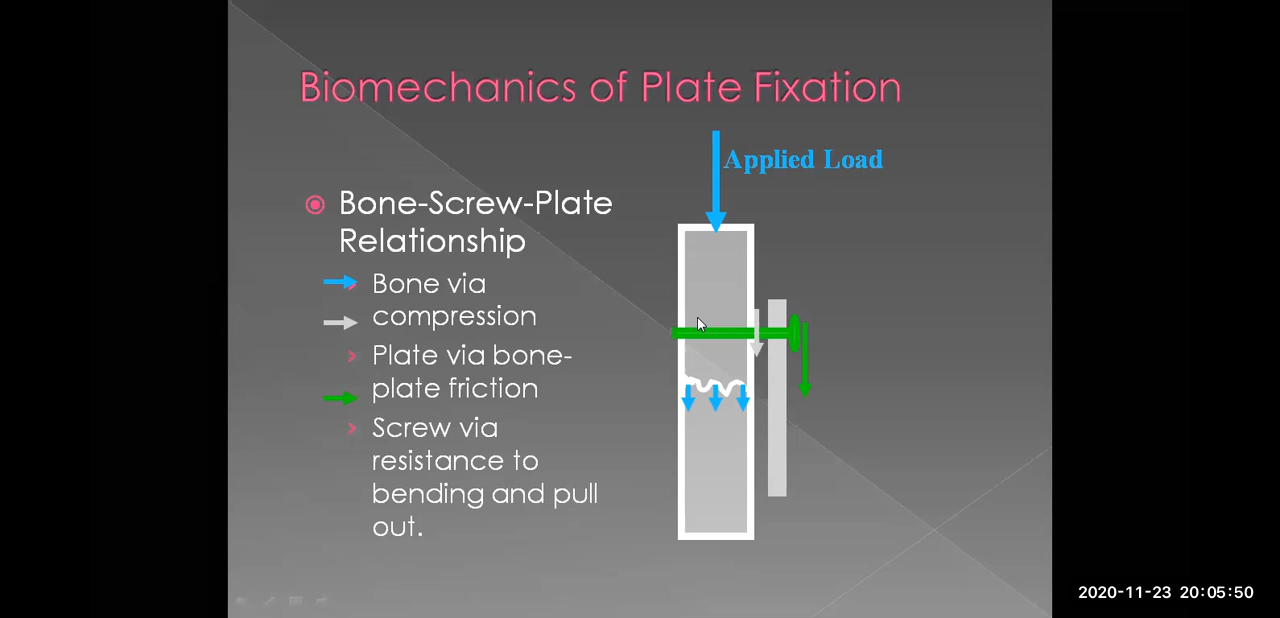 Biomechanics of Plate Fixation
Applied Load
Bone-Screw-Plate
Relationship
Bone via
compression
Plate via bone-
plate friction
Screw via
resistance to
bending and pull
out.
2020-11-23 20:05:50